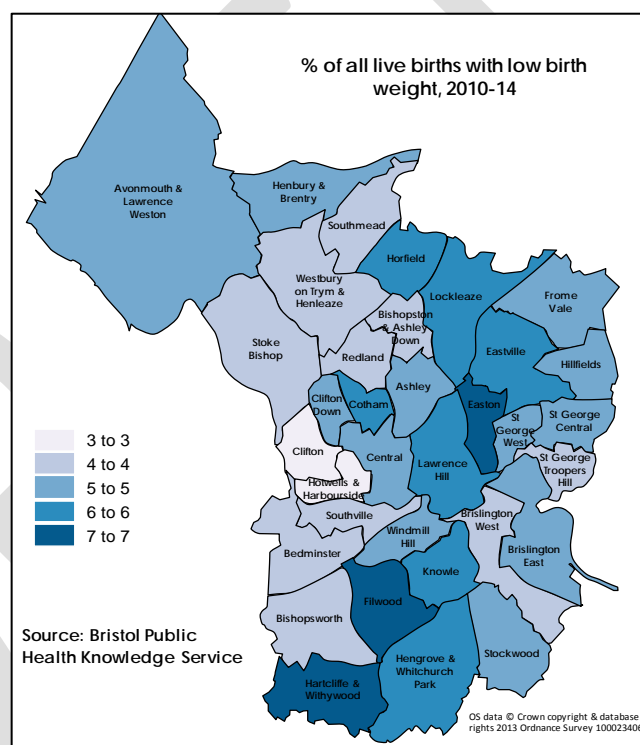 % of all live births with low birth
weight, 2010-14
Avonmouth &
Lawrence
Weston
Henbury &
Brentry
Southmead
Horfield
Westbury
on Trym &
Henleaze
Lockleaze
Frome
Vale
Bishopston
& Ashley
Down
Stoke
Bishop
Redland
Eastville
Hillfields
Ashley
Clifton
Down
Cotham
Easton
St
George
West
St George
Central
3 to 3
4 to 4
5 to 5
6 to 6
7 to 7
Clifton
Central
Lawrence
Hill
St George
Troopers
Hill
Hotwells &
Harbourside
Southville
Brislington
West
Windmill
Hill
Bedminster
Brislington
East
Knowle
Filwood
Bishopsworth
Source: Bristol Public
Health Knowledge Service
Stockwood
Hengrove &
Whitchurch
Park
Hartcliffe &
Withywood
OS data © Crown copyright & database
rights 2013 Ordnance Survey 100023406